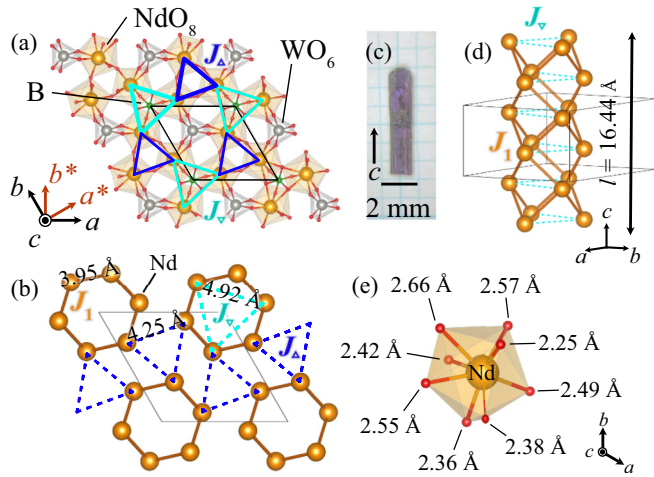 (a)
NdO8
J△
WO6
B
J▽
b
b*
a*
a
c
(b)
3.95 Å
Nd
J1
4.25 Å
4.92 Å
J▽
J△
(c)
c
2 mm
(d)
J▽
J1
l = 16.44 Å
c
a
b
(e)
2.66 Å
2.57 Å
2.25 Å
2.42 Å
Nd
2.49 Å
2.55 Å
2.36 Å
2.38 Å
b
c
a